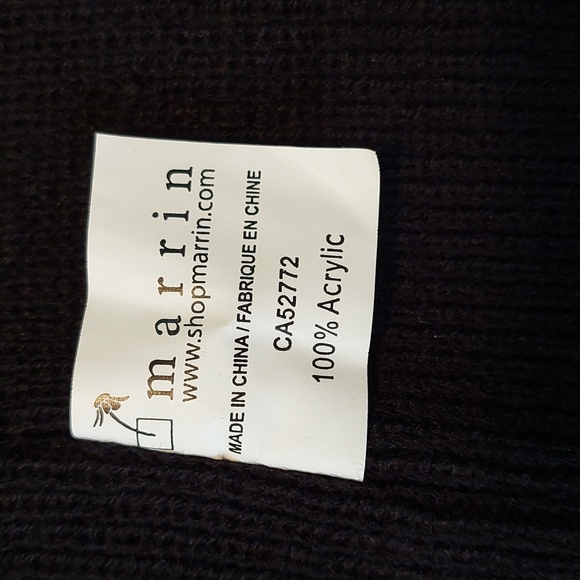 marrin
www.shopmarrin.com
MADE IN CHINA / FABRIQUE EN CHINE
CA52772
100% Acrylic